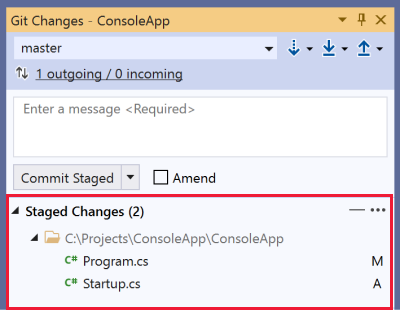 Git Changes - ConsoleApp
master
1 outgoing / 0 incoming
Enter a message <Required>
Commit Staged Amend
Staged Changes (2)
C:\Projects\ConsoleApp\ConsoleApp
C# Program.cs M
C# Startup.cs A